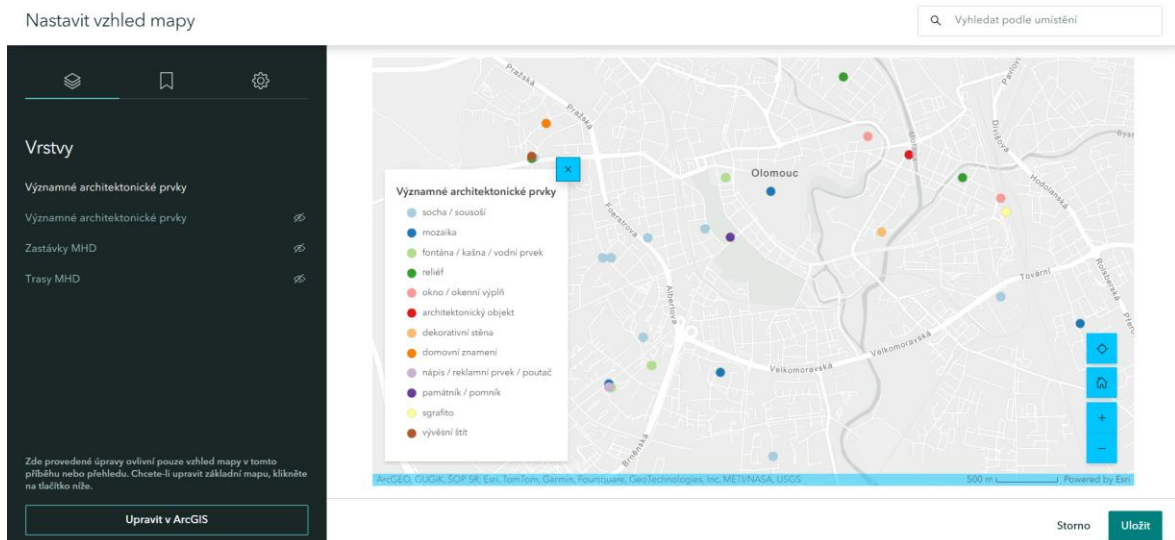 Nastavit vzhled mapy
Vyhledat podle umístění
Vrstvy
Významné architektonické prvky
Významné architektonické prvky
Zastávky MHD
Trasy MHD
Zde provedené úpravy ovlivní pouze vzhled mapy v tomto
příběhu nebo přehledu. Chcete-li upravit základní mapu, klikněte
na tlačítko níže.
Upravit v ArcGIS
Pražská
Pražská
Olomouc
Foerstrova
Albertova
Brněnská
Velkomoravská
Velkomoravská
Tovární
Hodolanská
Divišova
Pavlovi
Byst
Rolsberská
Přero
Významné architektonické prvky
socha / sousoší
mozaika
fontána / kašna / vodní prvek
reliéf
okno / okenní výplň
architektonický objekt
dekorativní stěna
domovní znamení
nápis / reklamní prvek / poutač
památník / pomník
sgrafito
vývěsní štít
+
−
ArcGEO, GUGiK, SOP SR, Esri, TomTom, Garmin, Foursquare, GeoTechnologies, Inc, METI/NASA, USGS
500 m
Powered by Esri
Storno
Uložit